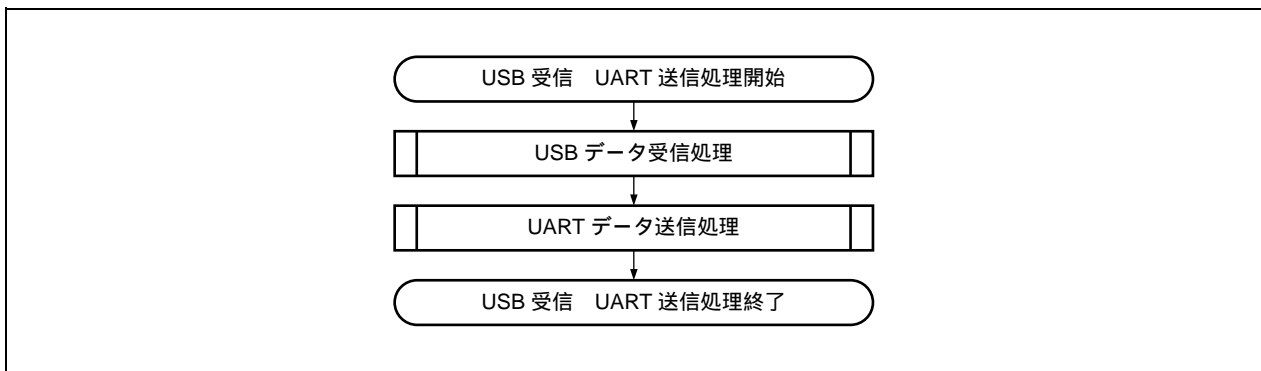 USB 受信　UART 送信処理開始
USB データ受信処理
UART データ送信処理
USB 受信　UART 送信処理終了